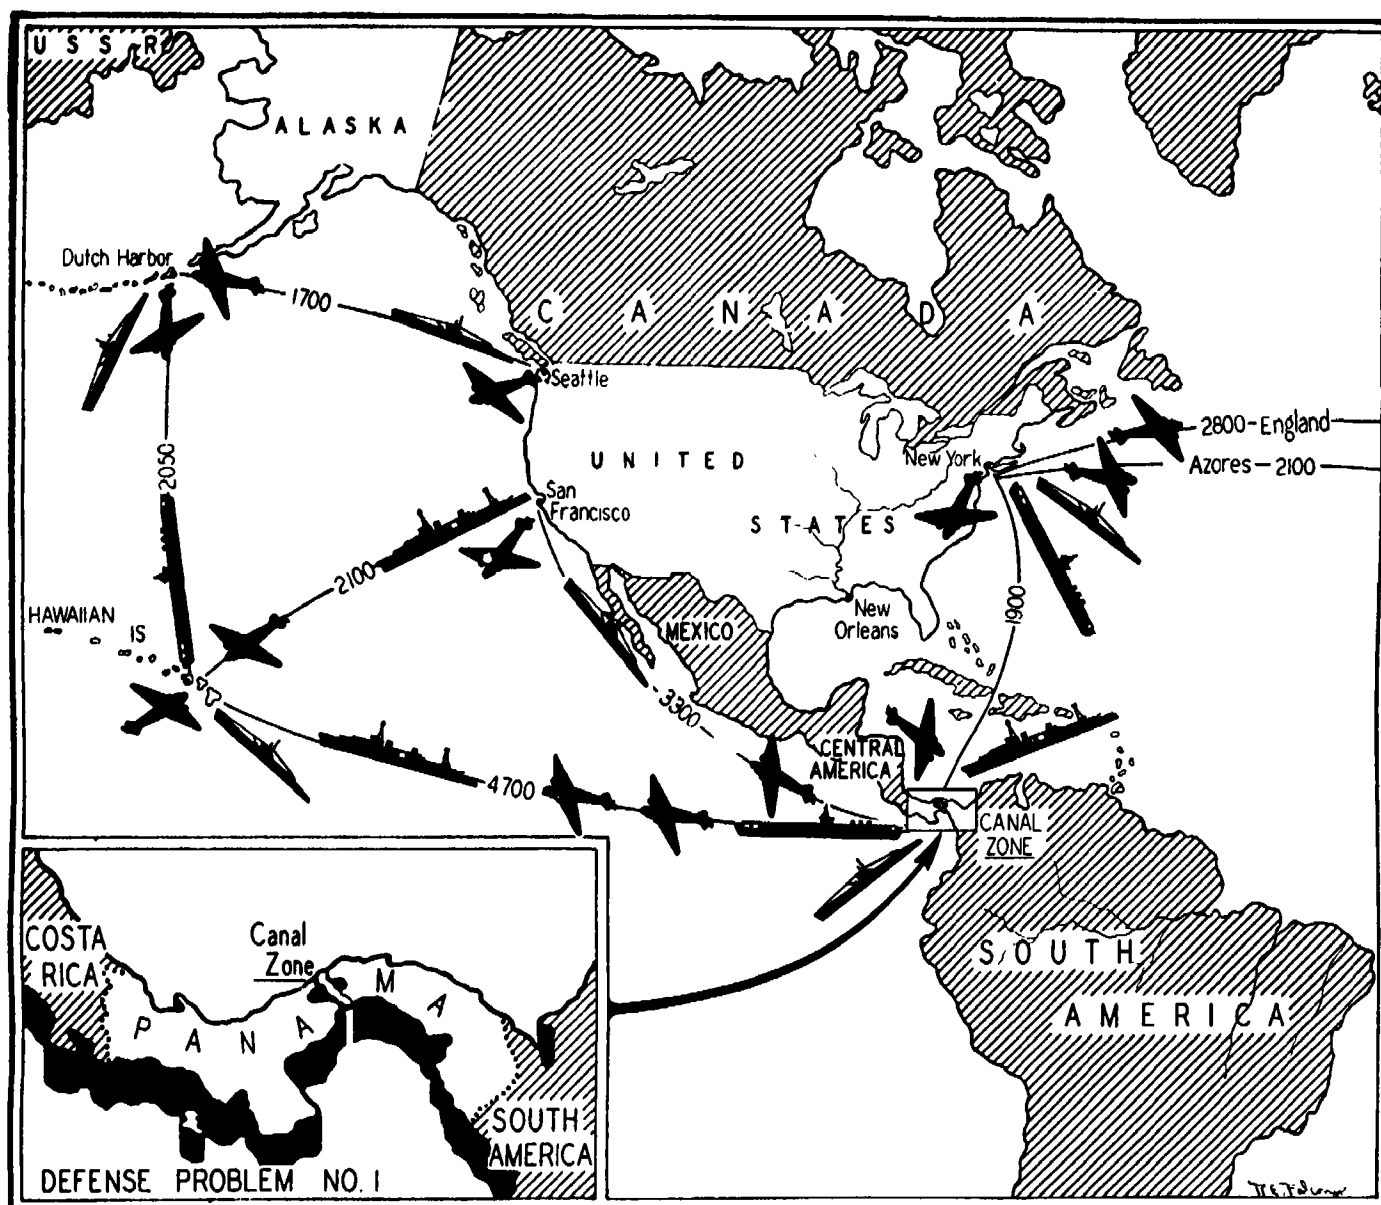 U S S R
ALASKA
Dutch Harbor
1700
CANADA
Seattle
2800-England
New York
Azores-2100
2050
UNITED
San
Francisco
STATES
2100
1900
New
Orleans
HAWAIIAN
IS
MEXICO
3300
CENTRAL
AMERICA
4700
CANAL
ZONE
COSTA
RICA
Canal
Zone
PANAMA
SOUTH
AMERICA
SOUTH
AMERICA
DEFENSE PROBLEM NO. 1